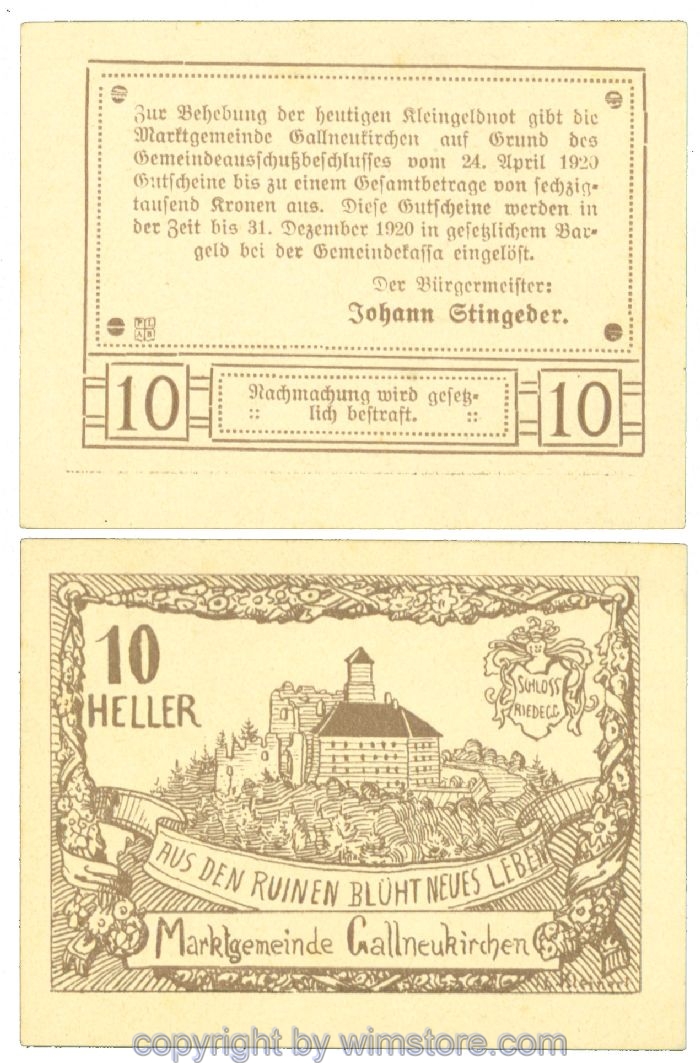 Zur Behebung der heutigen Kleingeldnot gibt die
Marktgemeinde Gallneukirchen auf Grund des
Gemeindeausschußbeschlusses vom 24. April 1920
Gutscheine bis zu einem Gesamtbetrage von sechzig-
tausend Kronen aus. Diese Gutscheine werden in
der Zeit bis 31. Dezember 1920 in gesetzlichem Bar-
geld bei der Gemeindekassa eingelöst.
Der Bürgermeister:
Johann Stingeder.
10
Nachmachung wird gesetz-
:: lich bestraft. ::
10
10
HELLER
SCHLOSS
RIEDEGG
AUS DEN RUINEN BLÜHT NEUES LEBEN
Marktgemeinde Gallneukirchen
copyright by wimstore.com